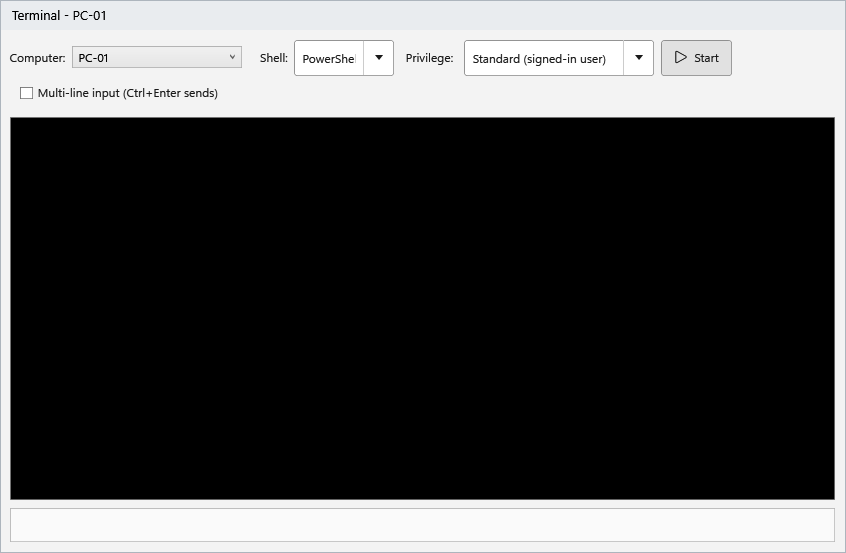 Terminal - PC-01
Computer: PC-01 Shell: PowerShel Privilege: Standard (signed-in user) Start
Multi-line input (Ctrl+Enter sends)